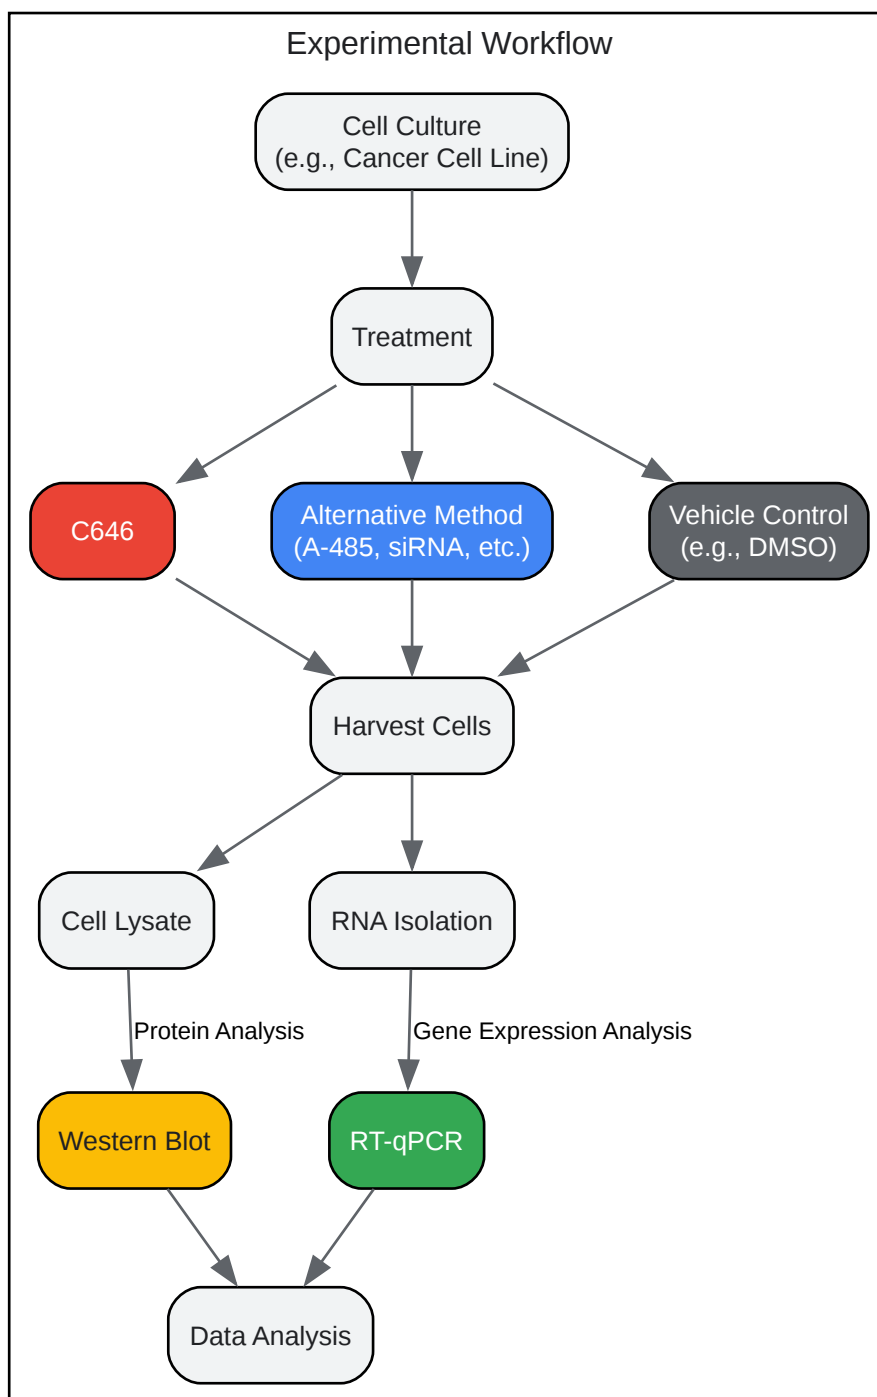 Experimental Workflow
Cell Culture
(e.g., Cancer Cell Line)
Treatment
C646
Alternative Method
(A-485, siRNA, etc.)
Vehicle Control
(e.g., DMSO)
Harvest Cells
Cell Lysate
RNA Isolation
Protein Analysis
Gene Expression Analysis
Western Blot
RT-qPCR
Data Analysis